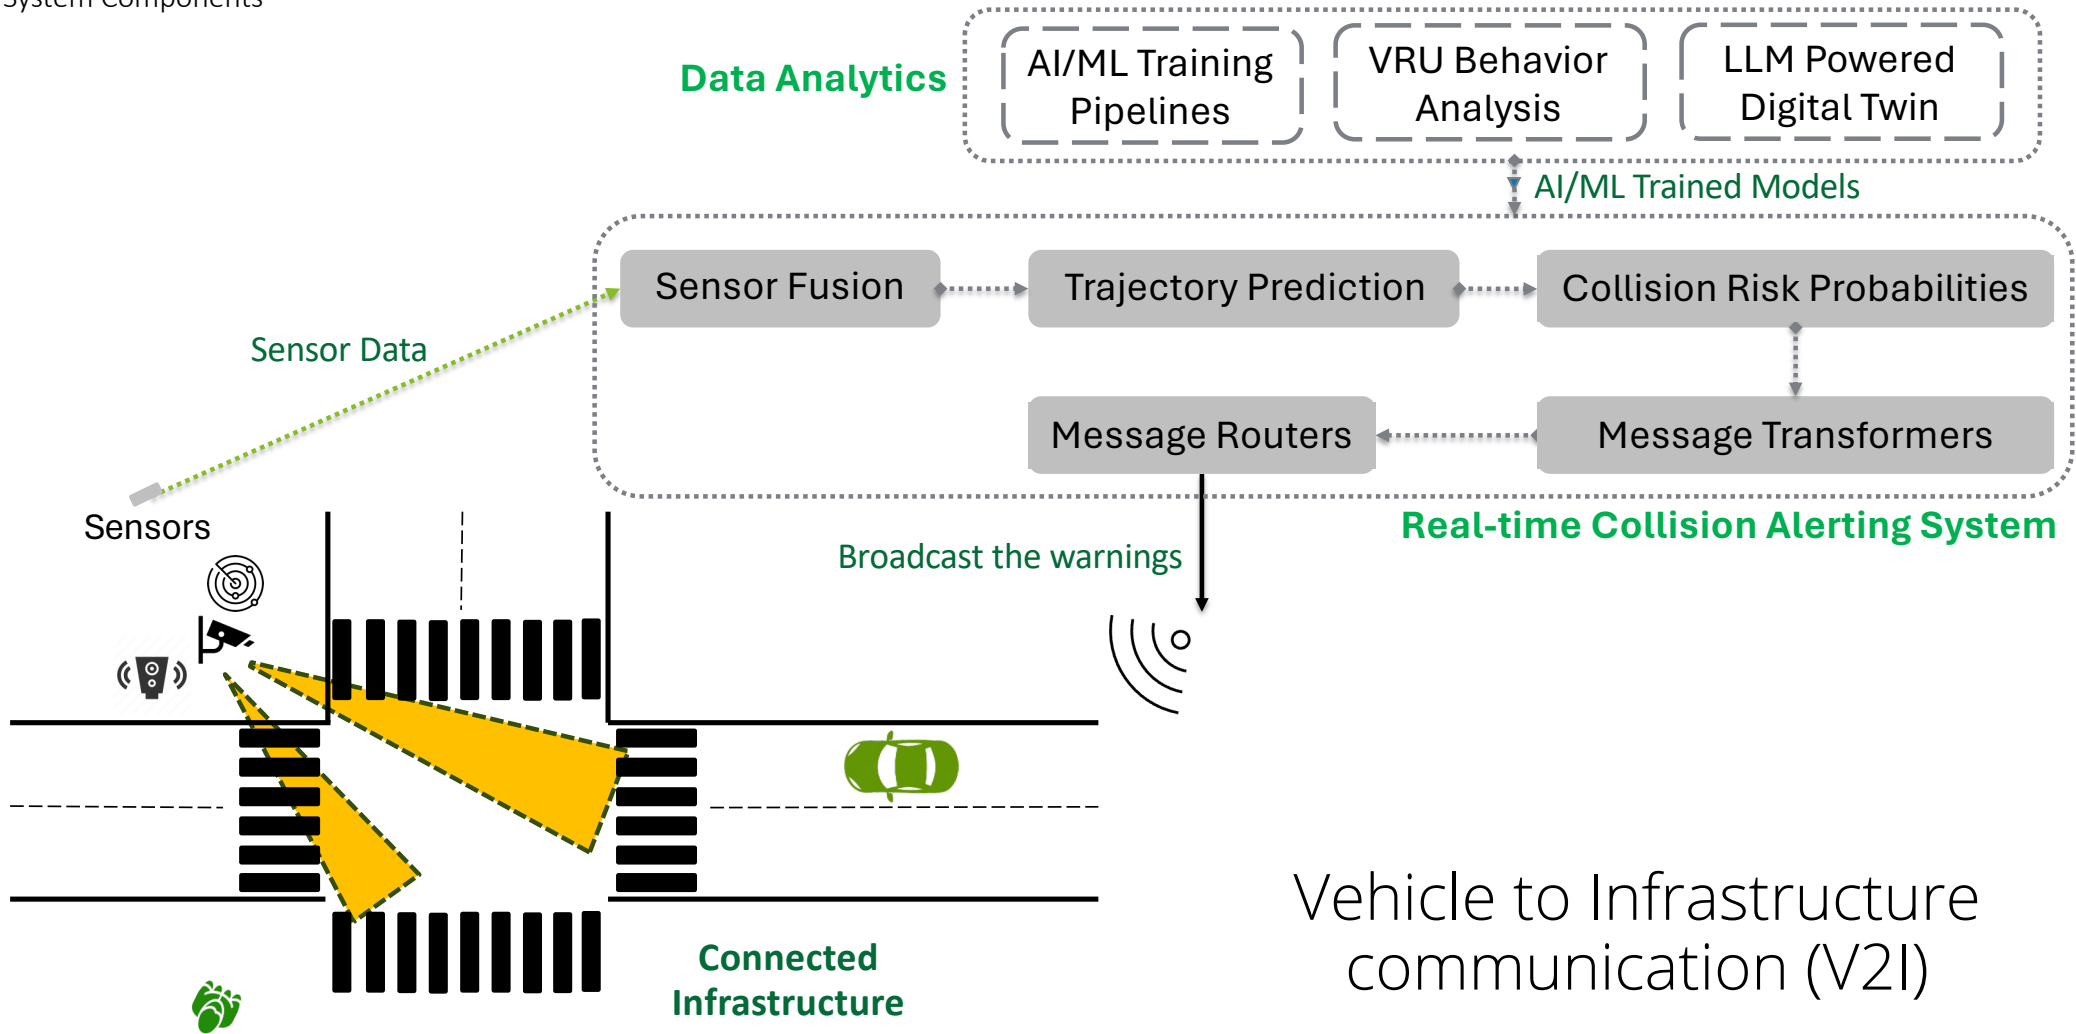 System Components
Data Analytics
AI/ML Training
Pipelines
VRU Behavior
Analysis
LLM Powered
Digital Twin
AI/ML Trained Models
Sensor Fusion
Trajectory Prediction
Collision Risk Probabilities
Sensor Data
Message Routers
Message Transformers
Sensors
Real-time Collision Alerting System
Broadcast the warnings
Connected
Infrastructure
Vehicle to Infrastructure
communication (V2I)